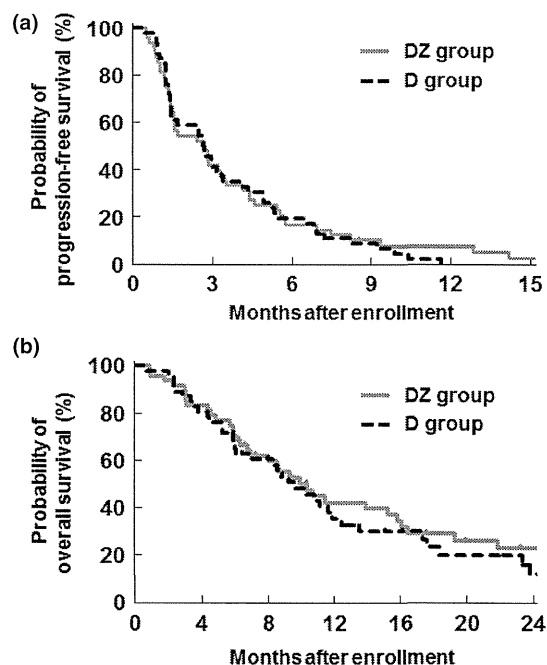 (a)
Probability of
progression-free survival (%)
100
80
60
40
20
0
DZ group
D group
0 3 6 9 12 15
Months after enrollment
(b)
Probability of
overall survival (%)
100
80
60
40
20
0
DZ group
D group
0 4 8 12 16 20 24
Months after enrollment